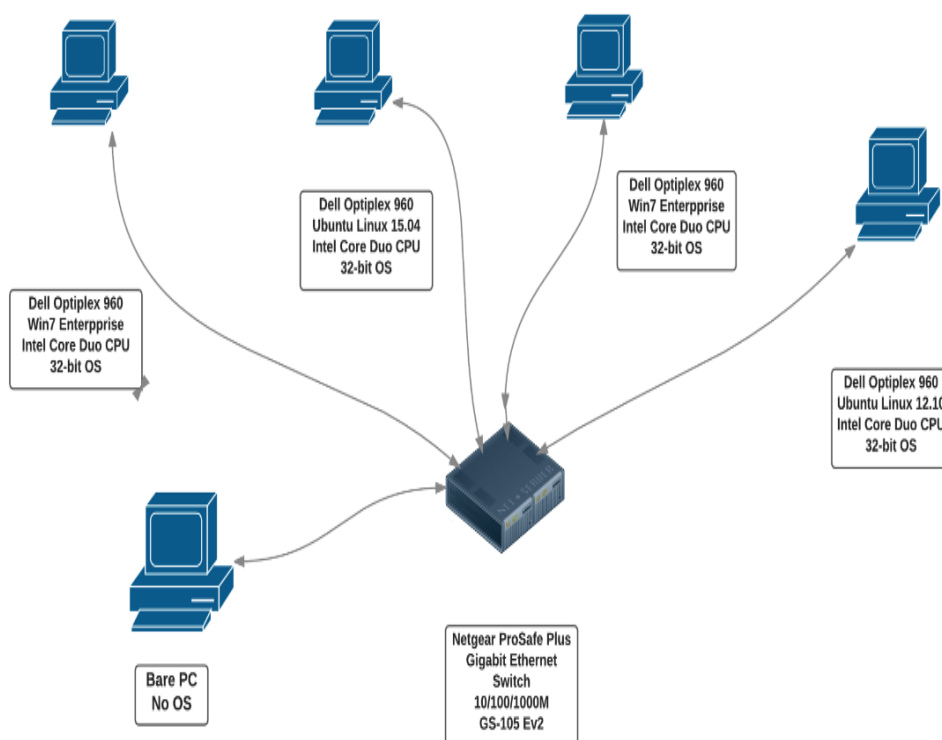 Dell Optiplex 960
Ubuntu Linux 15.04
Intel Core Duo CPU
32-bit OS
Dell Optiplex 960
Win7 Enterpprise
Intel Core Duo CPU
32-bit OS
Dell Optiplex 960
Win7 Enterpprise
Intel Core Duo CPU
32-bit OS
Dell Optiplex 960
Ubuntu Linux 12.10
Intel Core Duo CPU
32-bit OS
NET SERVER
Bare PC
No OS
Netgear ProSafe Plus
Gigabit Ethernet
Switch
10/100/1000M
GS-105 Ev2